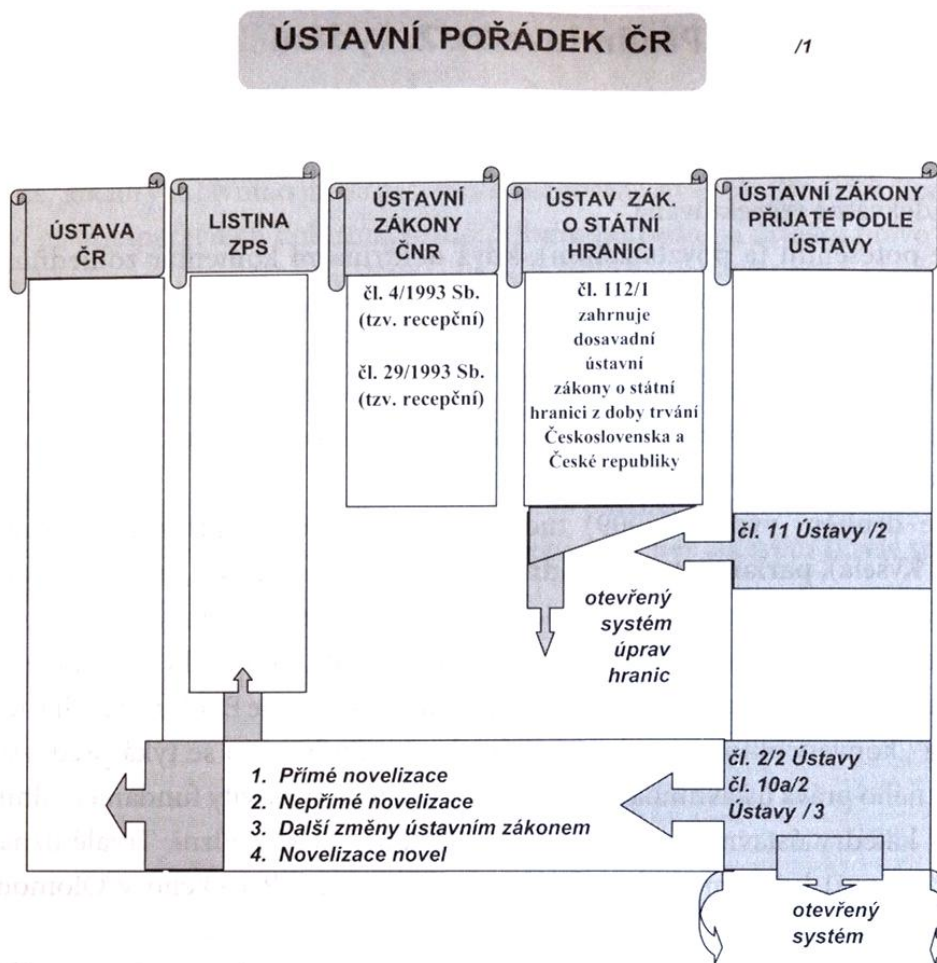 ÚSTAVNÍ POŘÁDEK ČR
/1
ÚSTAVA
ČR
LISTINA
ZPS
ÚSTAVNÍ
ZÁKONY
ČNR
ÚSTAV ZÁK.
O STÁTNÍ
HRANICI
ÚSTAVNÍ ZÁKONY
PŘIJATÉ PODLE
ÚSTAVY
čl. 4/1993 Sb.
(tzv. recepční)
čl. 29/1993 Sb.
(tzv. recepční)
čl. 112/1
zahrnuje
dosavadní
ústavní
zákony o státní
hranici z doby trvání
Československa a
České republiky
čl. 11 Ústavy /2
otevřený
systém
úprav
hranic
1. Přímé novelizace
2. Nepřímé novelizace
3. Další změny ústavním zákonem
4. Novelizace novel
čl. 2/2 Ústavy
čl. 10a/2
Ústavy / 3
otevřený
systém